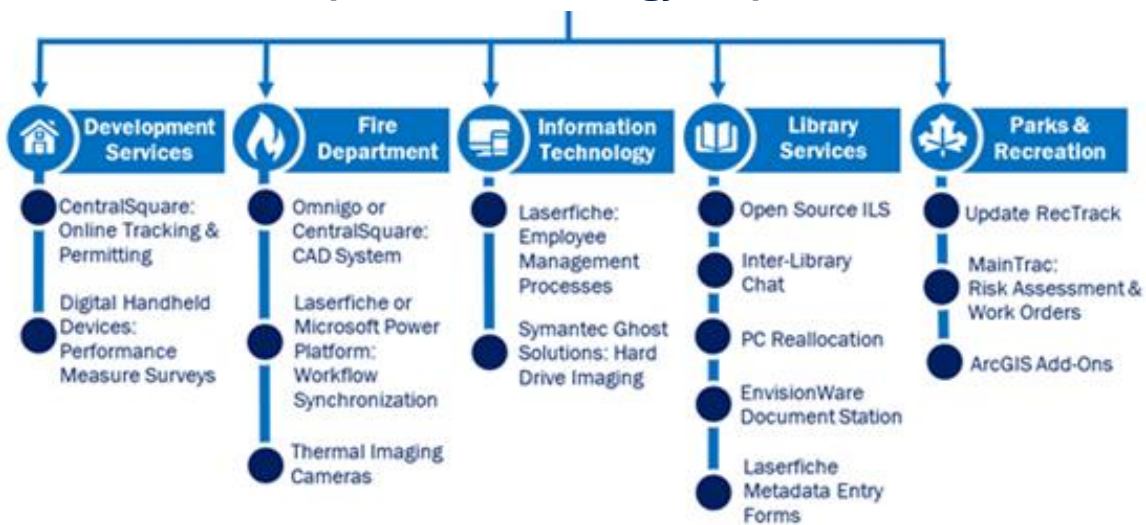 Development
Services
CentralSquare:
Online Tracking &
Permitting
Digital Handheld
Devices:
Performance
Measure Surveys
Fire
Department
Omnigo or
CentralSquare:
CAD System
Laserfiche or
Microsoft Power
Platform:
Workflow
Synchronization
Thermal Imaging
Cameras
Information
Technology
Laserfiche:
Employee
Management
Processes
Symantec Ghost
Solutions: Hard
Drive Imaging
Library
Services
Open Source ILS
Inter-Library
Chat
PC Reallocation
EnvisionWare
Document Station
Laserfiche
Metadata Entry
Forms
Parks &
Recreation
Update RecTrack
MainTrac:
Risk Assessment &
Work Orders
ArcGIS Add-Ons